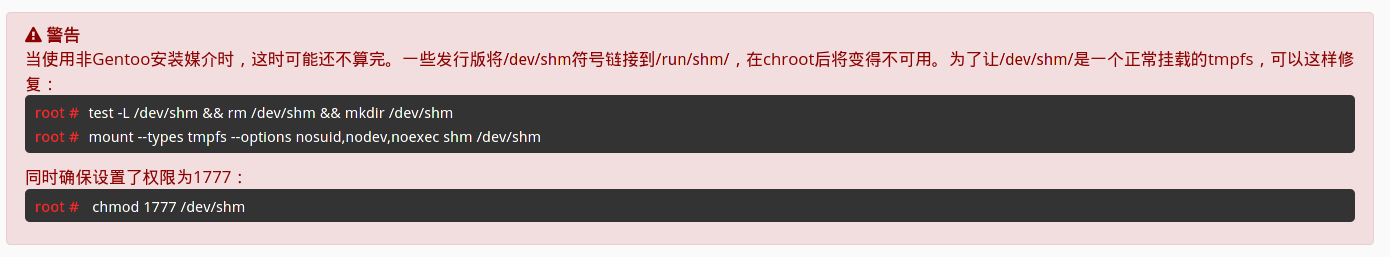 警告
当使用非Gentoo安装媒介时，这时可能还不算完。一些发行版将/dev/shm符号链接到/run/shm/，在chroot后将变得不可用。为了让/dev/shm/是一个正常挂载的tmpfs，可以这样修
复：
root # test -L /dev/shm && rm /dev/shm && mkdir /dev/shm
root # mount --types tmpfs --options nosuid,nodev,noexec shm /dev/shm
同时确保设置了权限为1777：
root # chmod 1777 /dev/shm